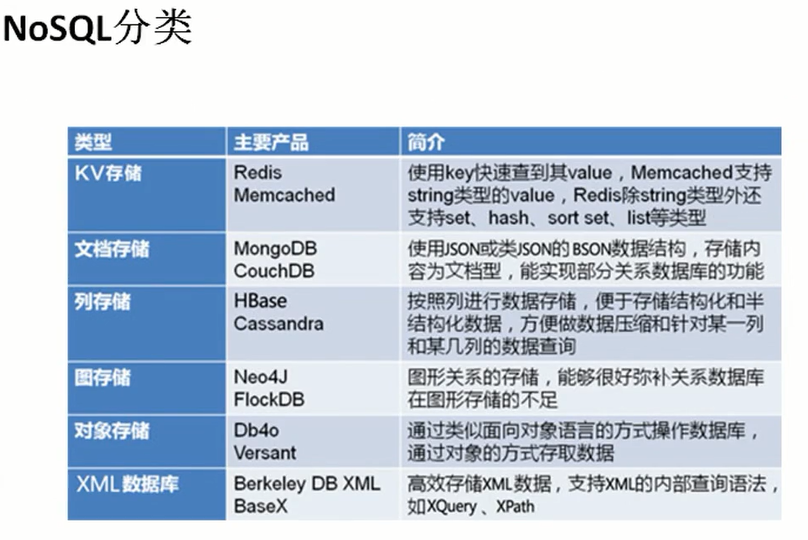 NoSQL分类
类型 主要产品 简介
KV存储 Redis 使用key快速查到其value，Memcached支持
Memcached string类型的value，Redis除string类型外还
支持set、hash、sort set、list等类型
文档存储 MongoDB 使用JSON或类JSON的BSON数据结构，存储内
CouchDB 容为文档型，能实现部分关系数据库的功能
列存储 HBase 按照列进行数据存储，便于存储结构化和半
Cassandra 结构化数据，方便做数据压缩和针对某一列
和某几列的数据查询
图存储 Neo4J 图形关系的存储，能够很好弥补关系数据库
FlockDB 在图形存储的不足
对象存储 Db4o 通过类似面向对象语言的方式操作数据库，
Versant 通过对象的方式存取数据
XML数据库 Berkeley DB XML 高效存储XML数据，支持XML的内部查询语法，
BaseX 如XQuery、XPath